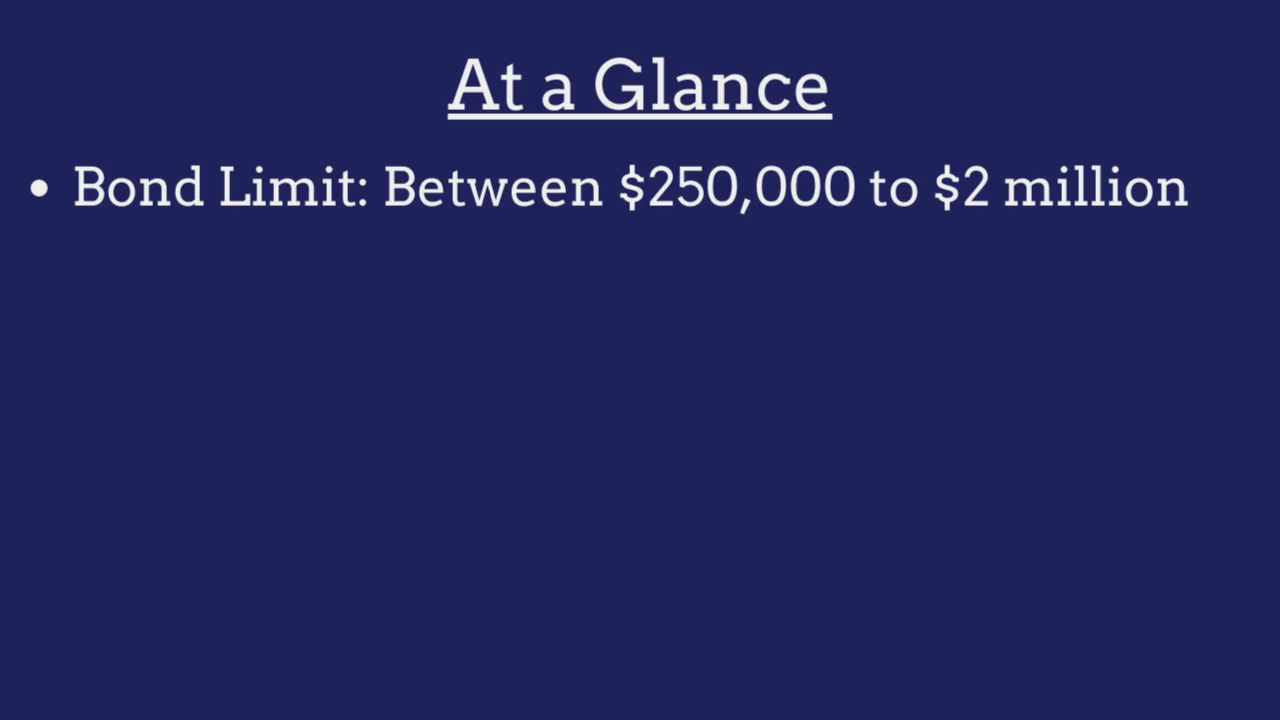 At a Glance
• Bond Limit: Between $250,000 to $2 million